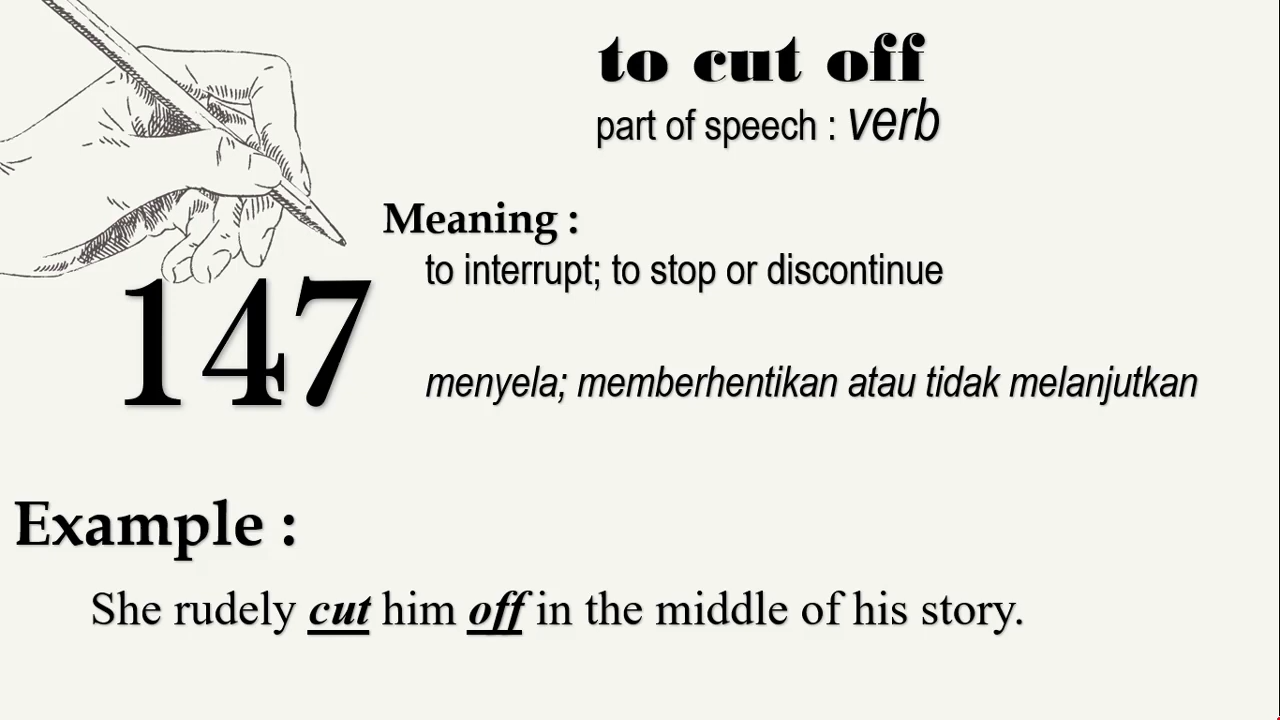 to cut off
part of speech : verb
Meaning :
to interrupt; to stop or discontinue
147
menyela; memberhentikan atau tidak melanjutkan
Example :
She rudely cut him off in the middle of his story.